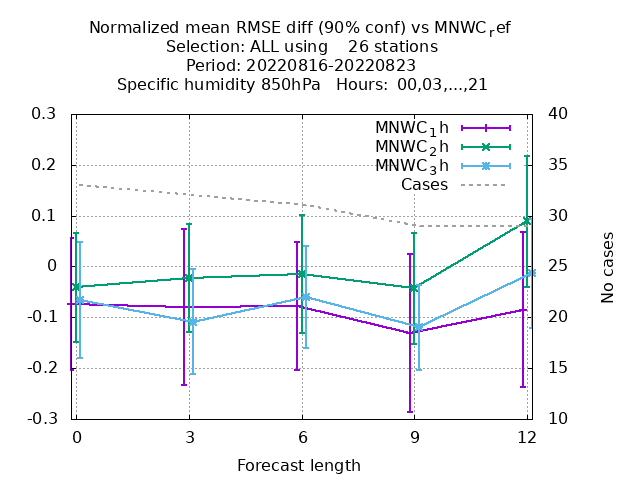 Normalized mean RMSE diff (90% conf) vs MNWC_ref
Selection: ALL using    26 stations
Period: 20220816-20220823
Specific humidity 850hPa   Hours: 00,03,...,21
0.3
0.2
0.1
0
-0.1
-0.2
-0.3
40
35
30
25
20
15
10
MNWC_1h
MNWC_2h
MNWC_3h
Cases
No cases
0 3 6 9 12
Forecast length